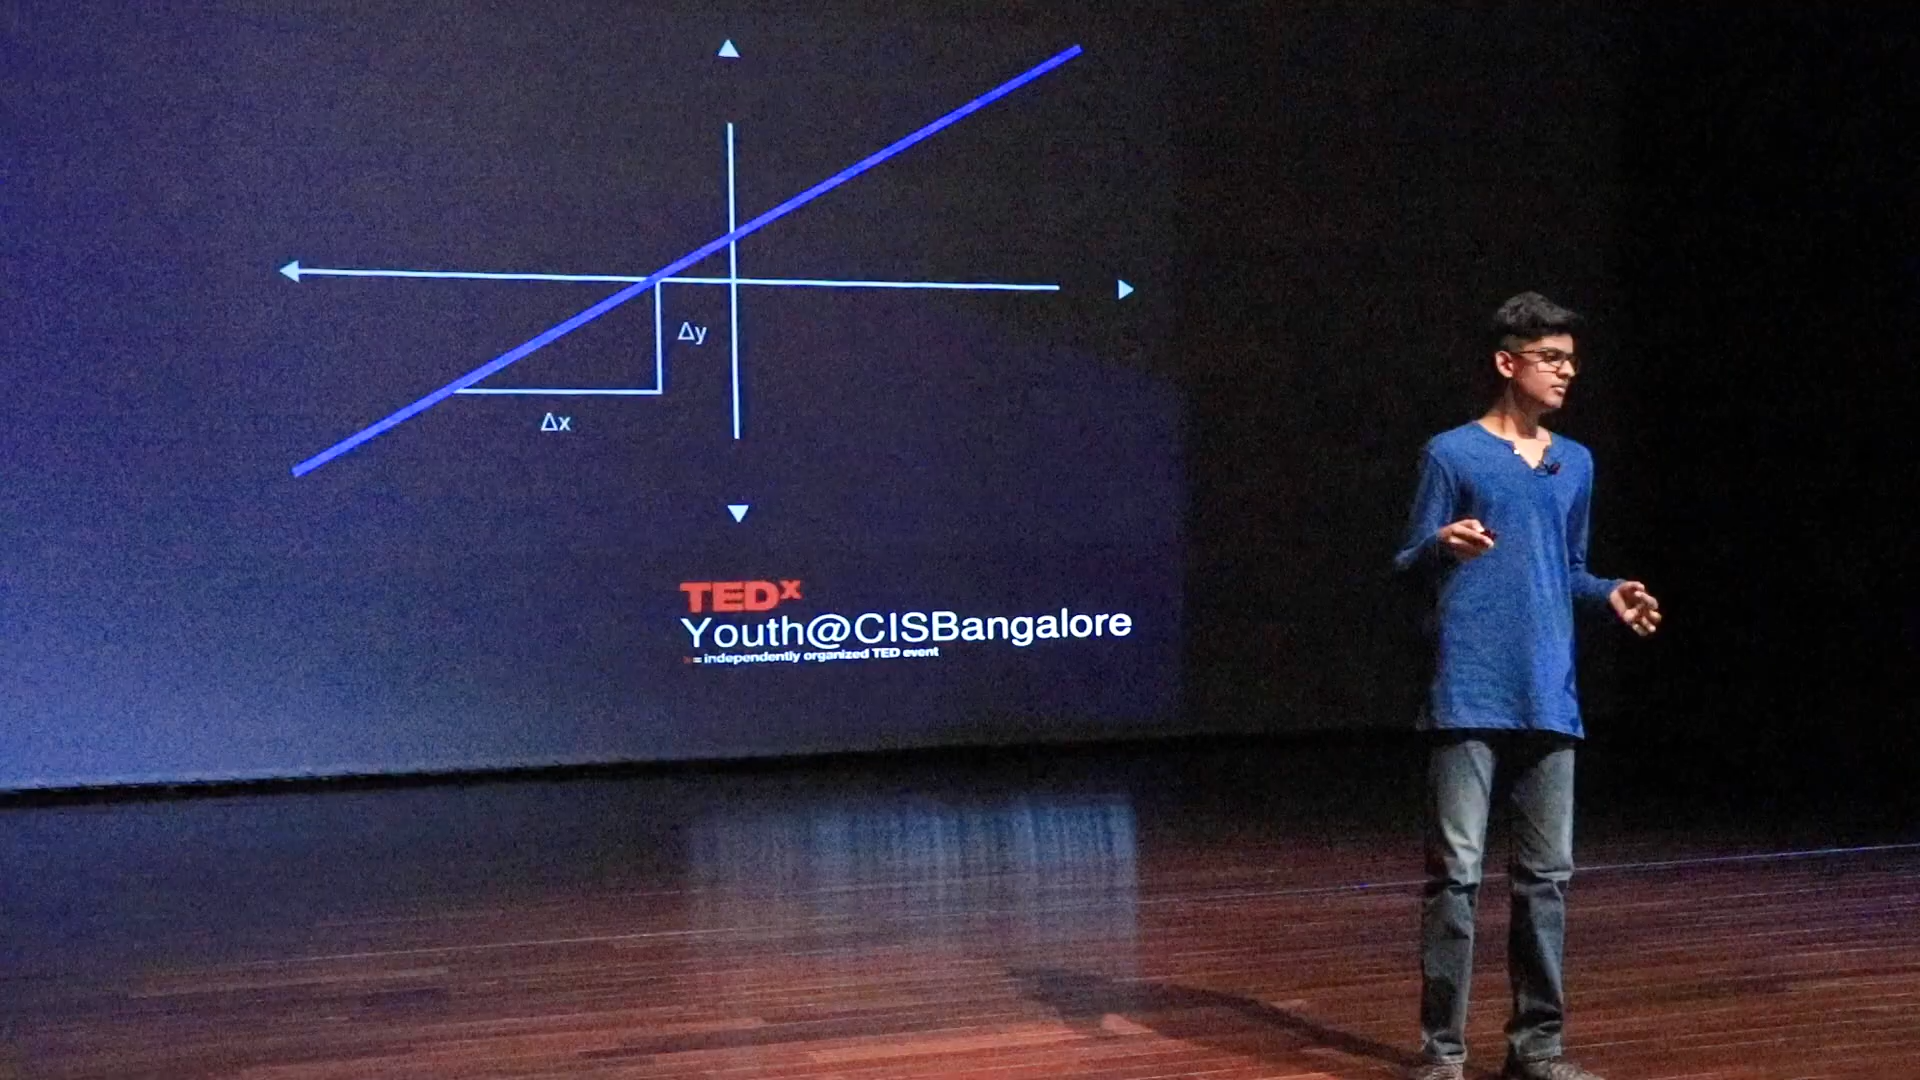 Δy
Δx
TEDx
Youth@CISBangalore
x = independently organized TED event